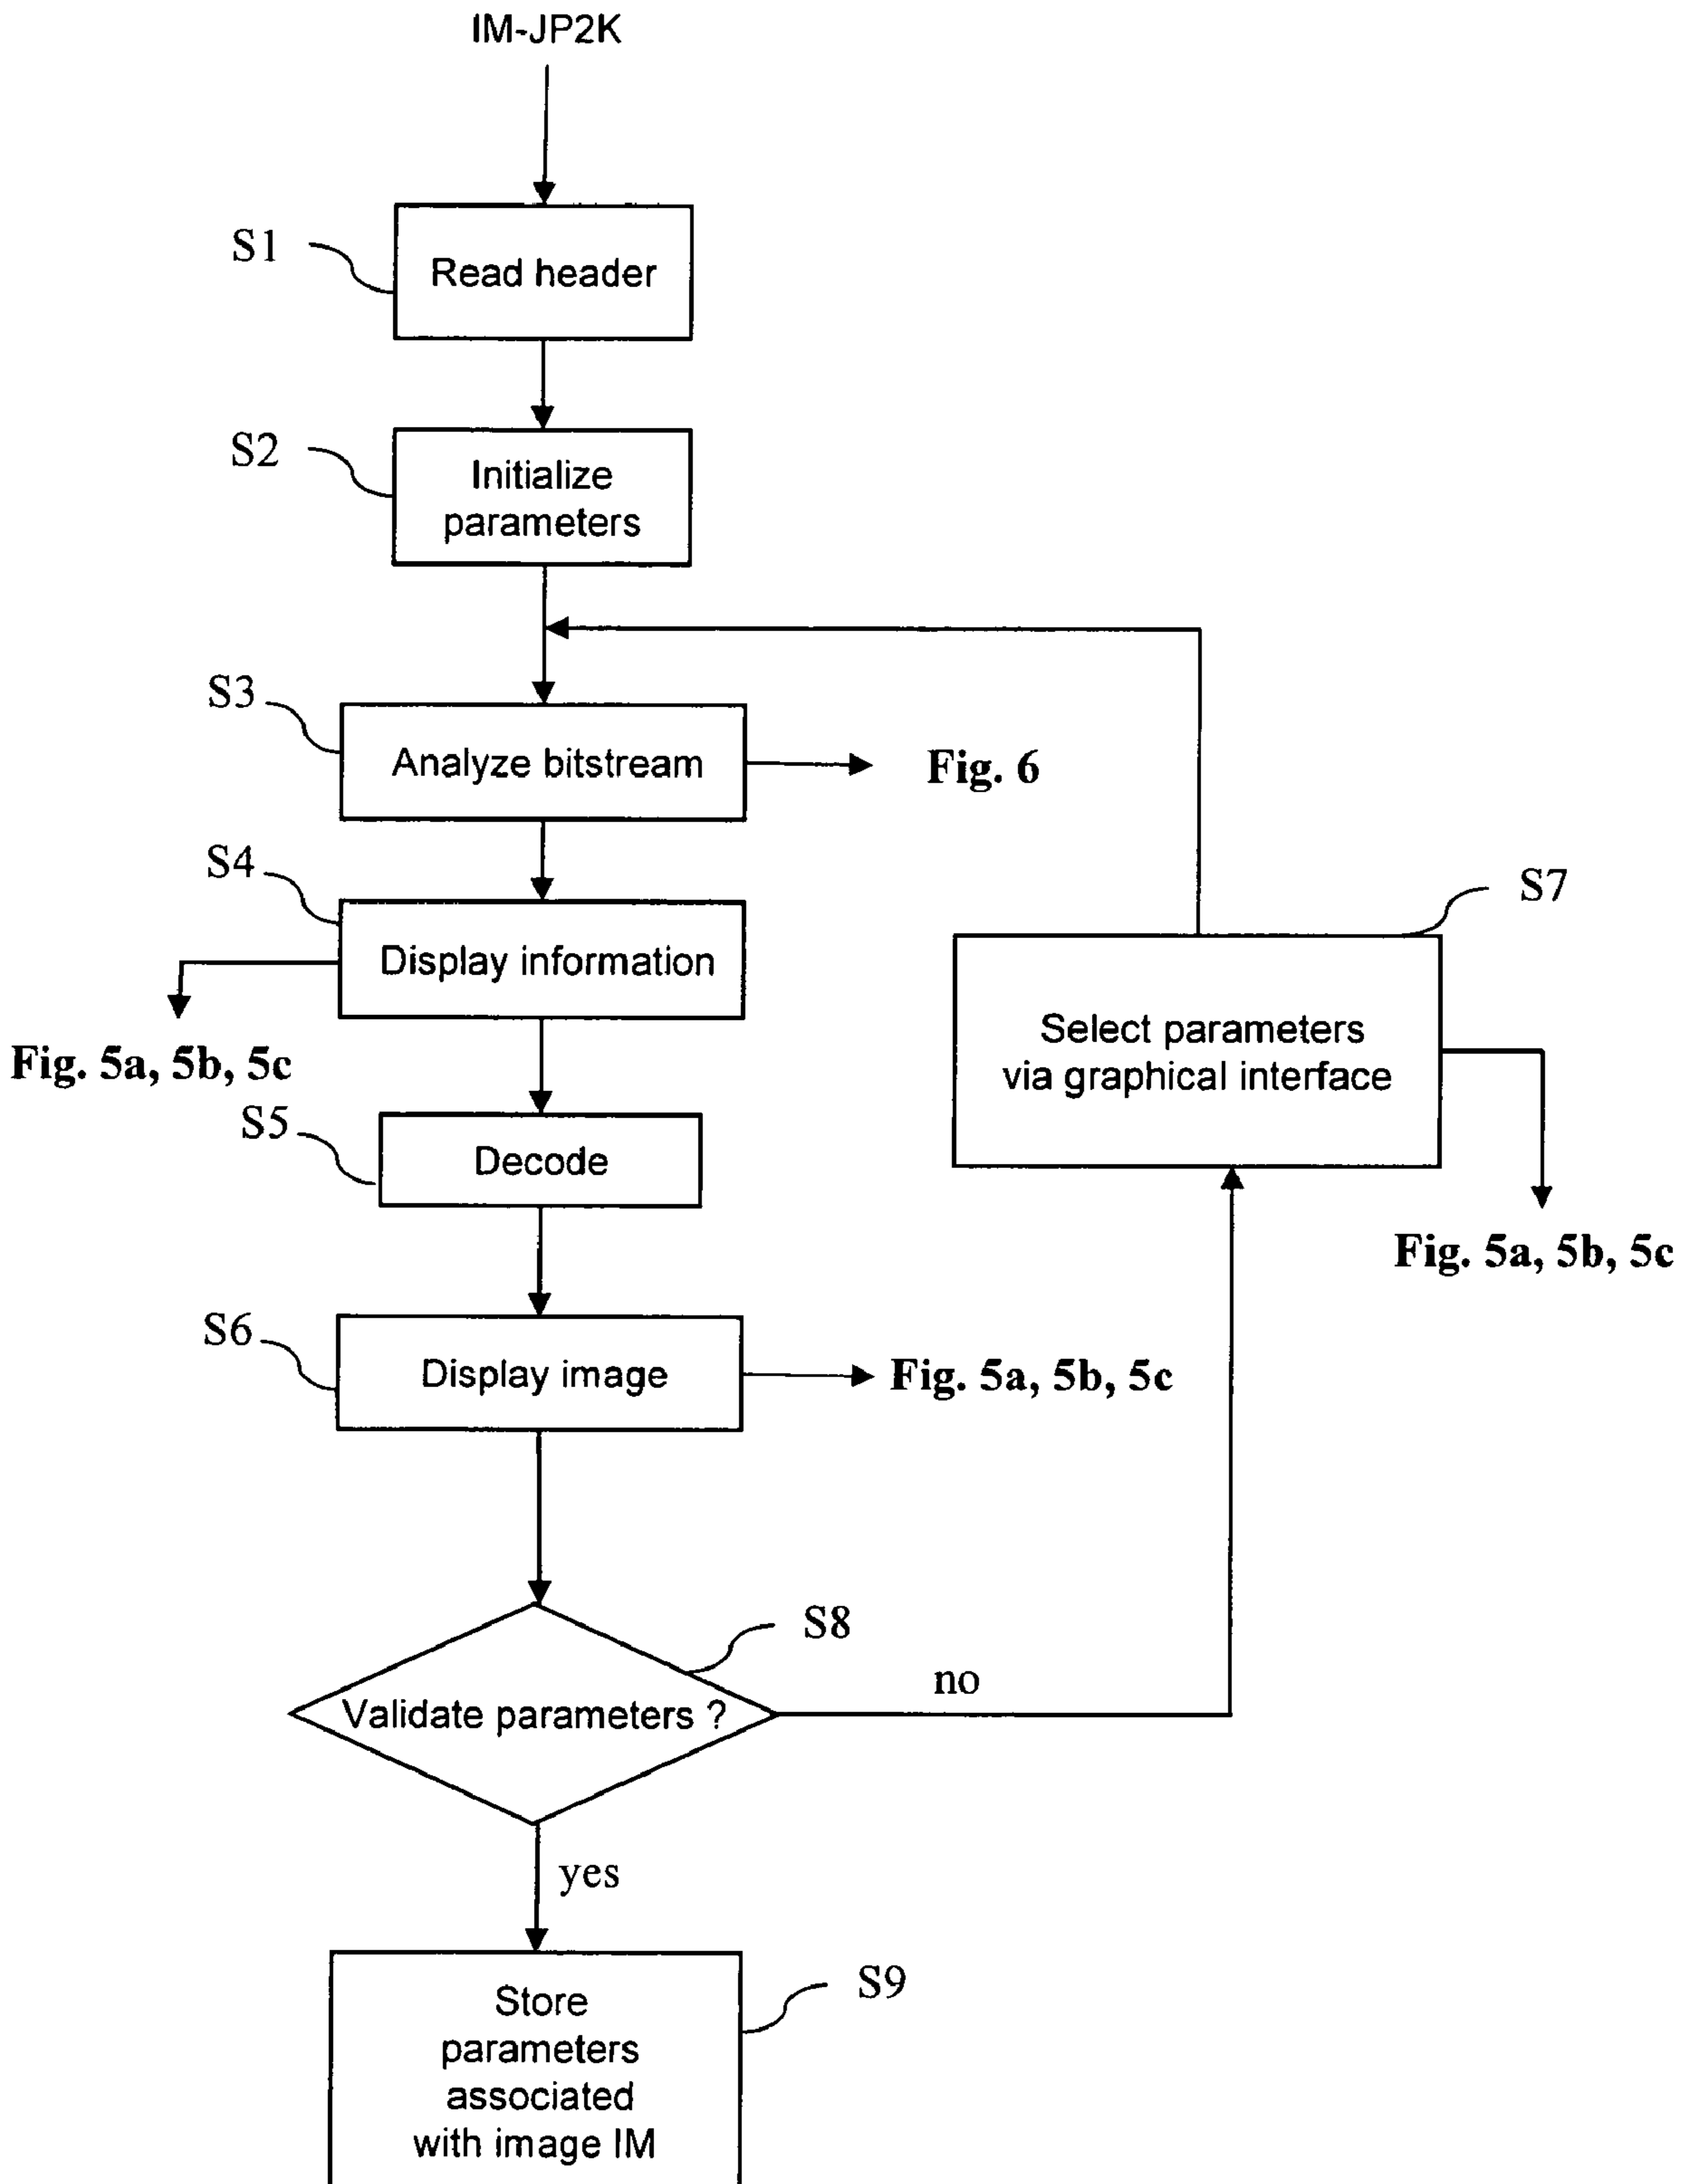 IM-JP2K
S1
Read header
S2
Initialize
parameters
S3
Analyze bitstream
Fig. 6
S4
Display information
Fig. 5a, 5b, 5c
S7
Select parameters
via graphical interface
Fig. 5a, 5b, 5c
S5
Decode
S6
Display image
Fig. 5a, 5b, 5c
S8
Validate parameters ?
no
yes
S9
Store
parameters
associated
with image IM